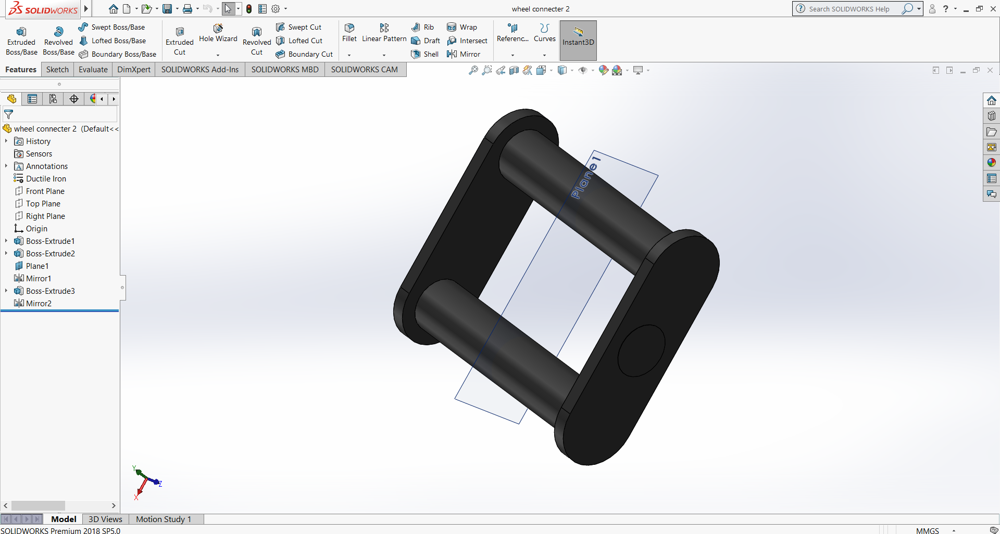 SOLIDWORKS
wheel connecter 2
Search SOLIDWORKS Help
Extruded Boss/Base
Revolved Boss/Base
Swept Boss/Base
Lofted Boss/Base
Boundary Boss/Base
Extruded Cut
Hole Wizard
Revolved Cut
Swept Cut
Lofted Cut
Boundary Cut
Fillet
Linear Pattern
Rib
Draft
Shell
Wrap
Intersect
Mirror
Referenc...
Curves
Instant3D
Features
Sketch
Evaluate
DimXpert
SOLIDWORKS Add-Ins
SOLIDWORKS MBD
SOLIDWORKS CAM
wheel connecter 2 (Default<<
History
Sensors
Annotations
Ductile Iron
Front Plane
Top Plane
Right Plane
Origin
Boss-Extrude1
Boss-Extrude2
Plane1
Mirror1
Boss-Extrude3
Mirror2
Plane1
Y
Z
X
Model
3D Views
Motion Study 1
SOLIDWORKS Premium 2018 SP5.0
MMGS